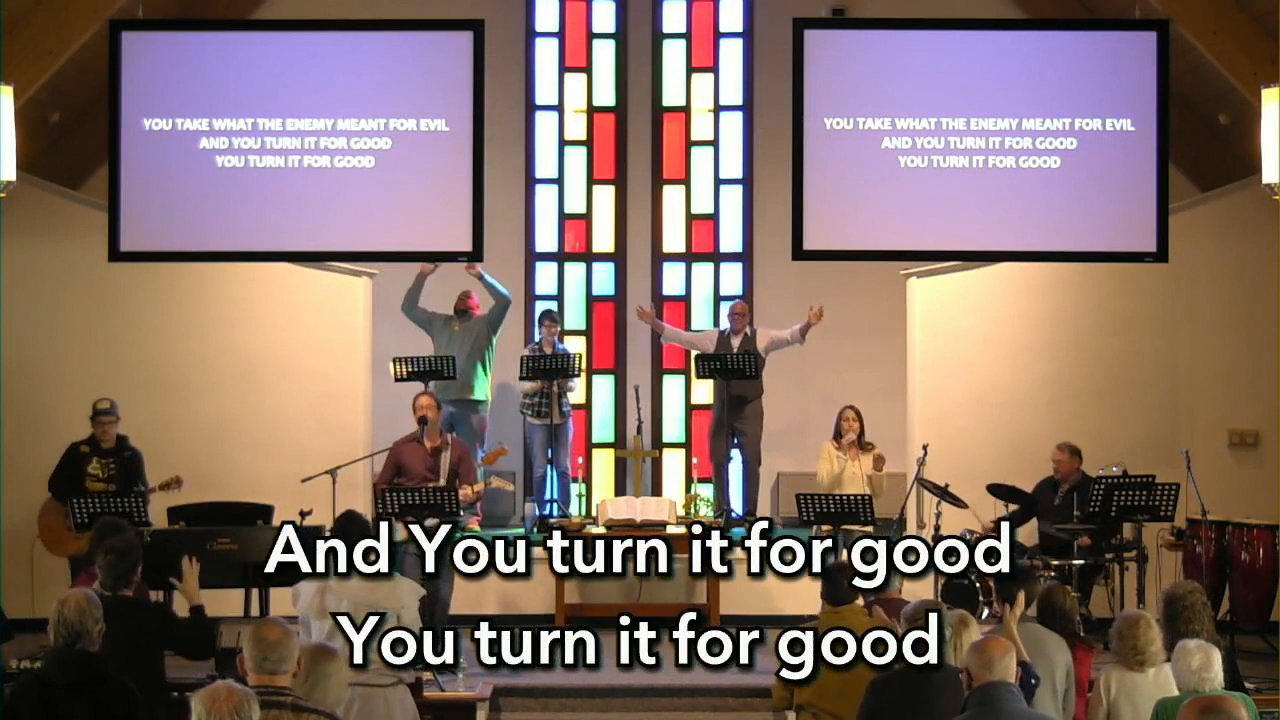 YOU TAKE WHAT THE ENEMY MEANT FOR EVIL
AND YOU TURN IT FOR GOOD
YOU TURN IT FOR GOOD
YOU TAKE WHAT THE ENEMY MEANT FOR EVIL
AND YOU TURN IT FOR GOOD
YOU TURN IT FOR GOOD
And You turn it for good
You turn it for good